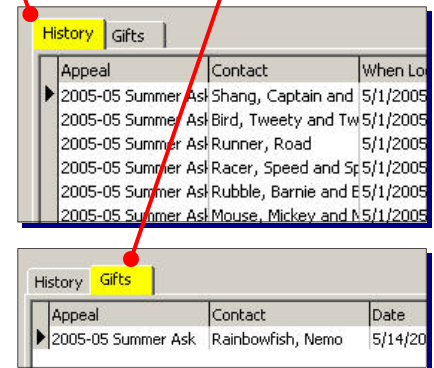 History Gifts
Appeal Contact When Lo
2005-05 Summer Ask Shang, Captain and 5/1/2005
2005-05 Summer Ask Bird, Tweety and Tw 5/1/2005
2005-05 Summer Ask Runner, Road 5/1/2005
2005-05 Summer Ask Racer, Speed and Sp 5/1/2005
2005-05 Summer Ask Rubble, Barnie and B 5/1/2005
2005-05 Summer Ask Mouse, Mickey and M 5/1/2005
History Gifts
Appeal Contact Date
2005-05 Summer Ask Rainbowfish, Nemo 5/14/20